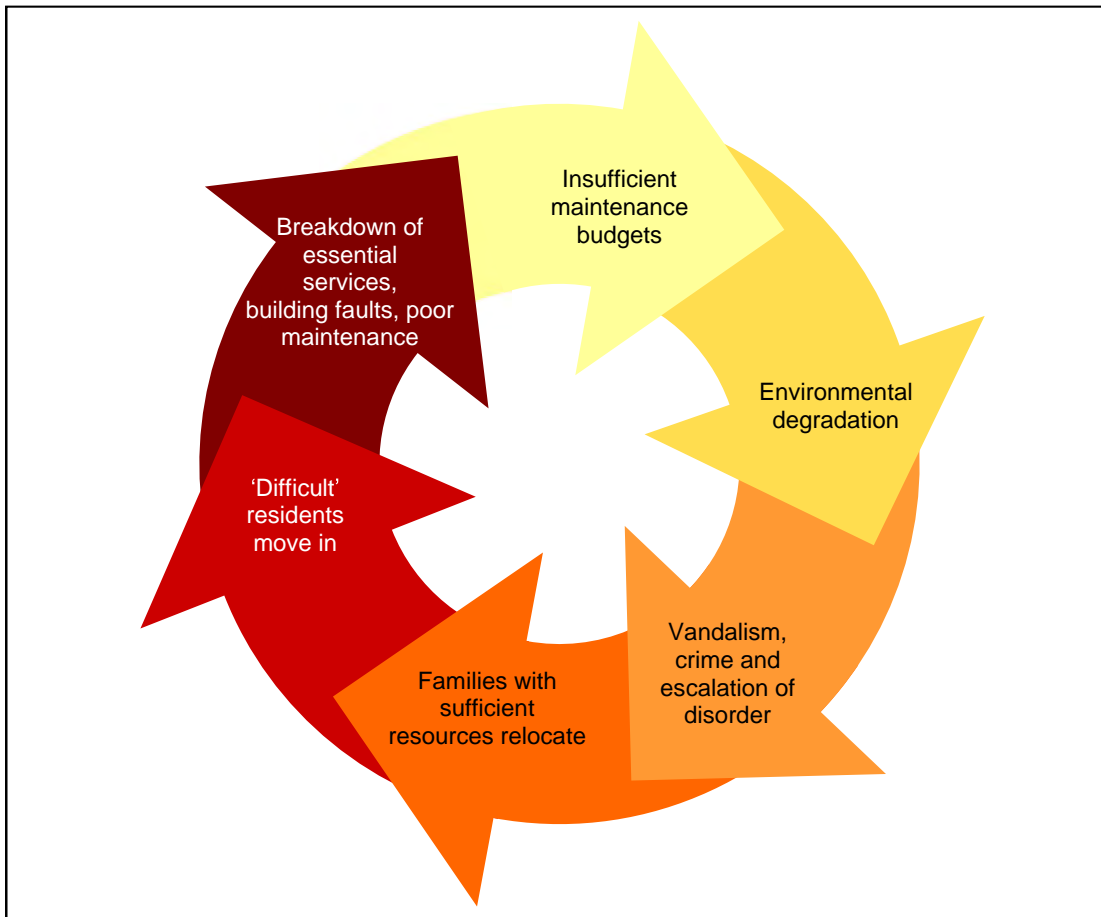 Insufficient
maintenance
budgets
Environmental
degradation
Vandalism,
crime and
escalation of
disorder
Families with
sufficient
resources relocate
‘Difficult’
residents
move in
Breakdown of
essential
services,
building faults, poor
maintenance